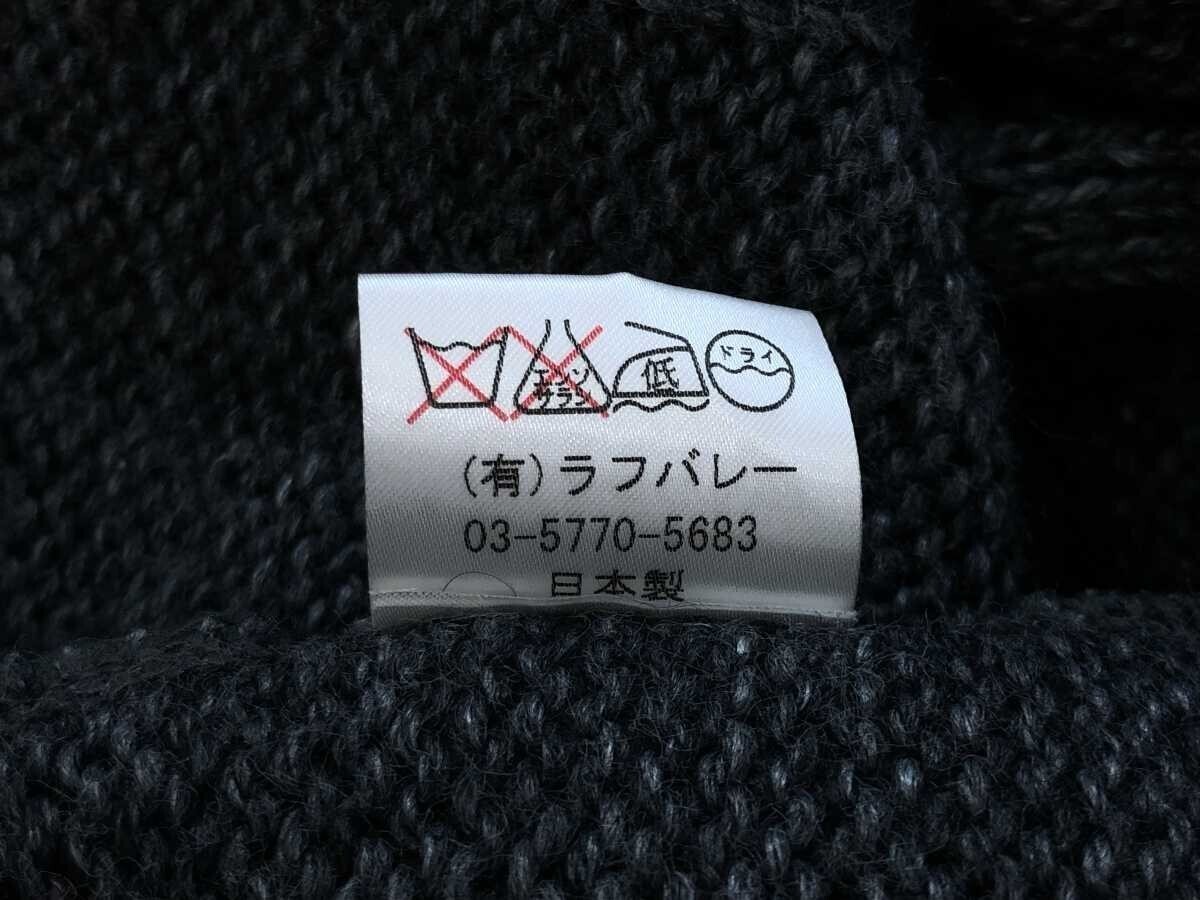 エンソ
サラシ
低
ドライ
(有)ラフバレー
03-5770-5683
日本製